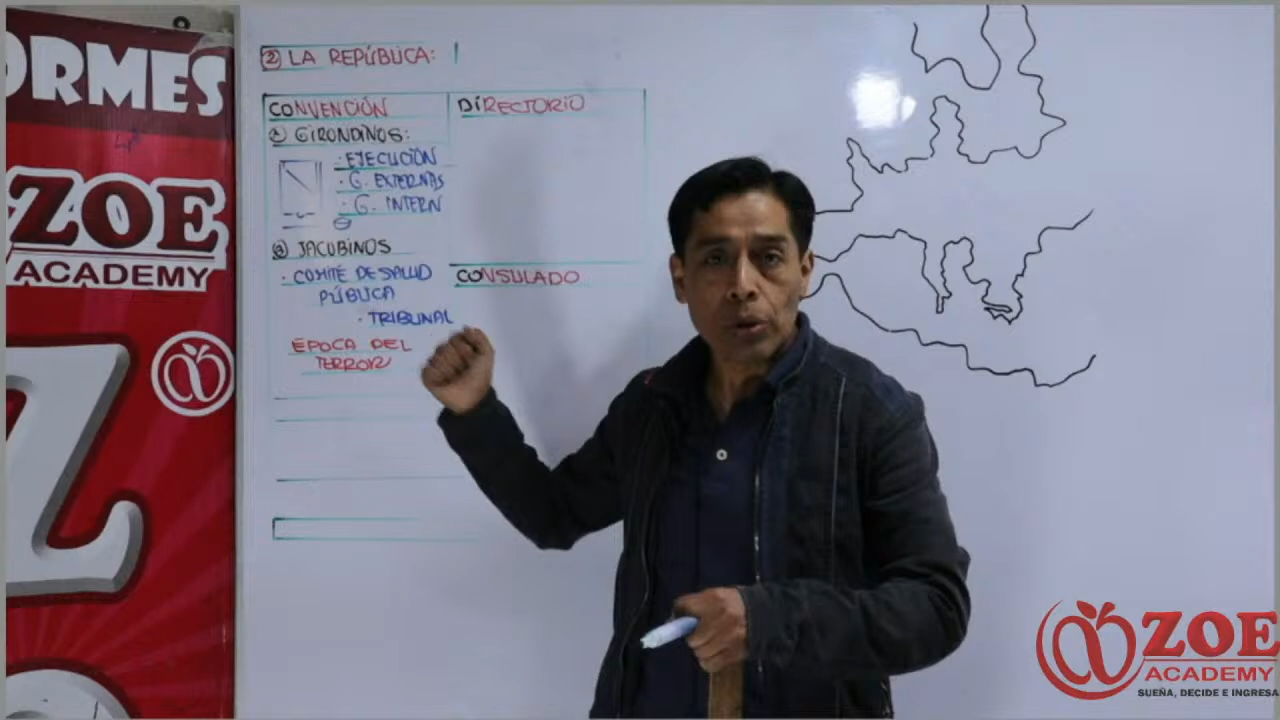 ORMES
ZOE
ACADEMY
② LA REPÚBLICA:
CONVENCIÓN
① GIRONDINOS:
· EJECUCIÓN
· G. EXTERNAS
· G. INTERN
② JACOBINOS
· COMITÉ DE SALUD
PÚBLICA
· TRIBUNAL
ÉPOCA DEL
TERROR
DIRECTORIO
CONSULADO
ZOE
ACADEMY
SUEÑA, DECIDE E INGRESA